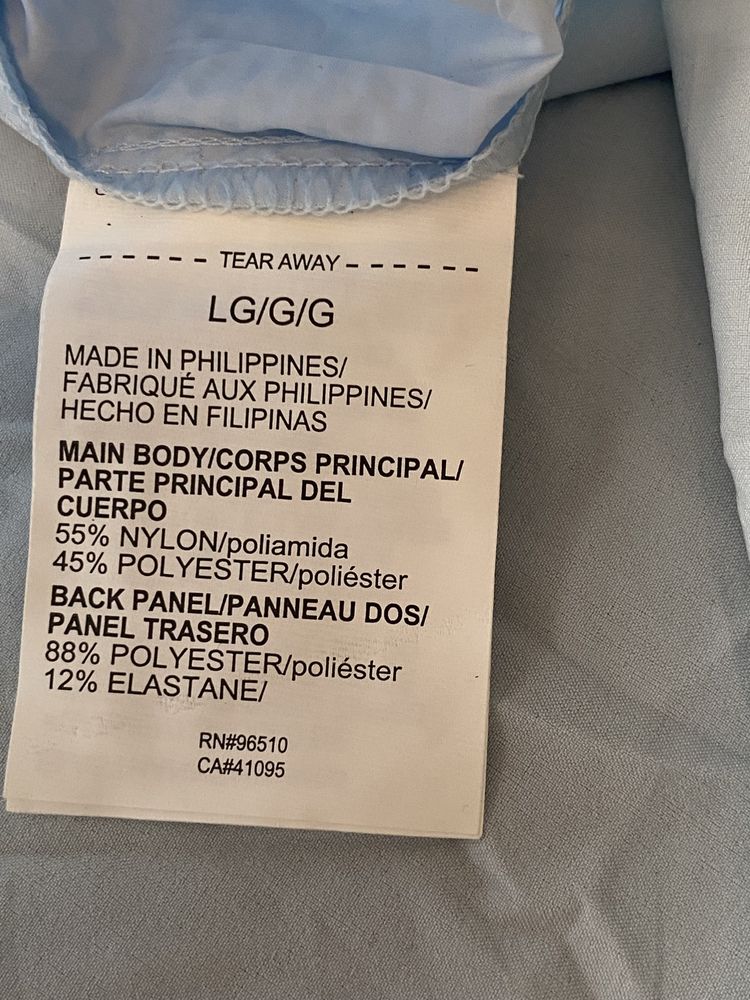 TEAR AWAY
LG/G/G
MADE IN PHILIPPINES/
FABRIQUÉ AUX PHILIPPINES/
HECHO EN FILIPINAS
MAIN BODY/CORPS PRINCIPAL/
PARTE PRINCIPAL DEL
CUERPO
55% NYLON/poliamida
45% POLYESTER/poliéster
BACK PANEL/PANNEAU DOS/
PANEL TRASERO
88% POLYESTER/poliéster
12% ELASTANE/
RN#96510
CA#41095